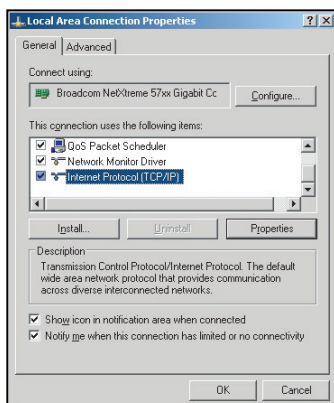 Local Area Connection Properties
General Advanced
Connect using:
Broadcom NetXtreme 57xx Gigabit Cc
Configure...
This connection uses the following items:
QoS Packet Scheduler
Network Monitor Driver
Internet Protocol (TCP/IP)
Install... Uninstall Properties
Description
Transmission Control Protocol/Internet Protocol. The default
wide area network protocol that provides communication
across diverse interconnected networks.
Show icon in notification area when connected
Notify me when this connection has limited or no connectivity
OK Cancel